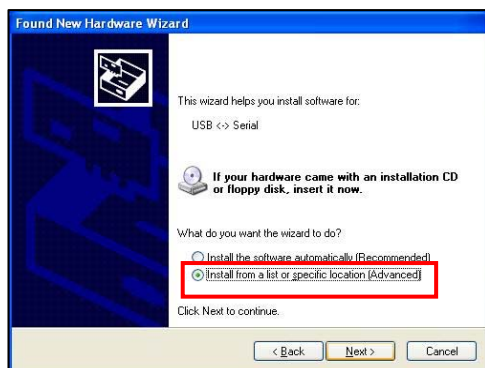 Found New Hardware Wizard
This wizard helps you install software for:
USB <-> Serial
If your hardware came with an installation CD
or floppy disk, insert it now.
What do you want the wizard to do?
Install the software automatically (Recommended)
Install from a list or specific location (Advanced)
Click Next to continue.
< Back
Next >
Cancel